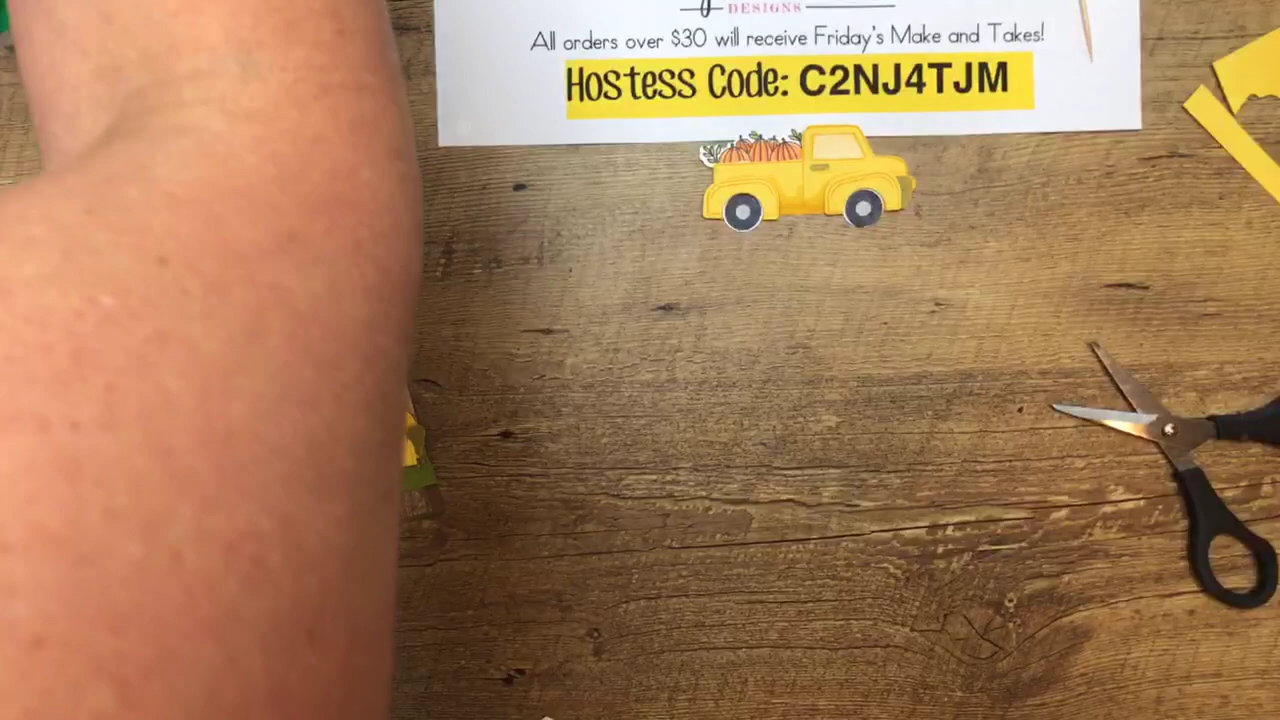 DESIGNS
All orders over $30 will receive Friday's Make and Takes!
Hostess Code: C2NJ4TJM